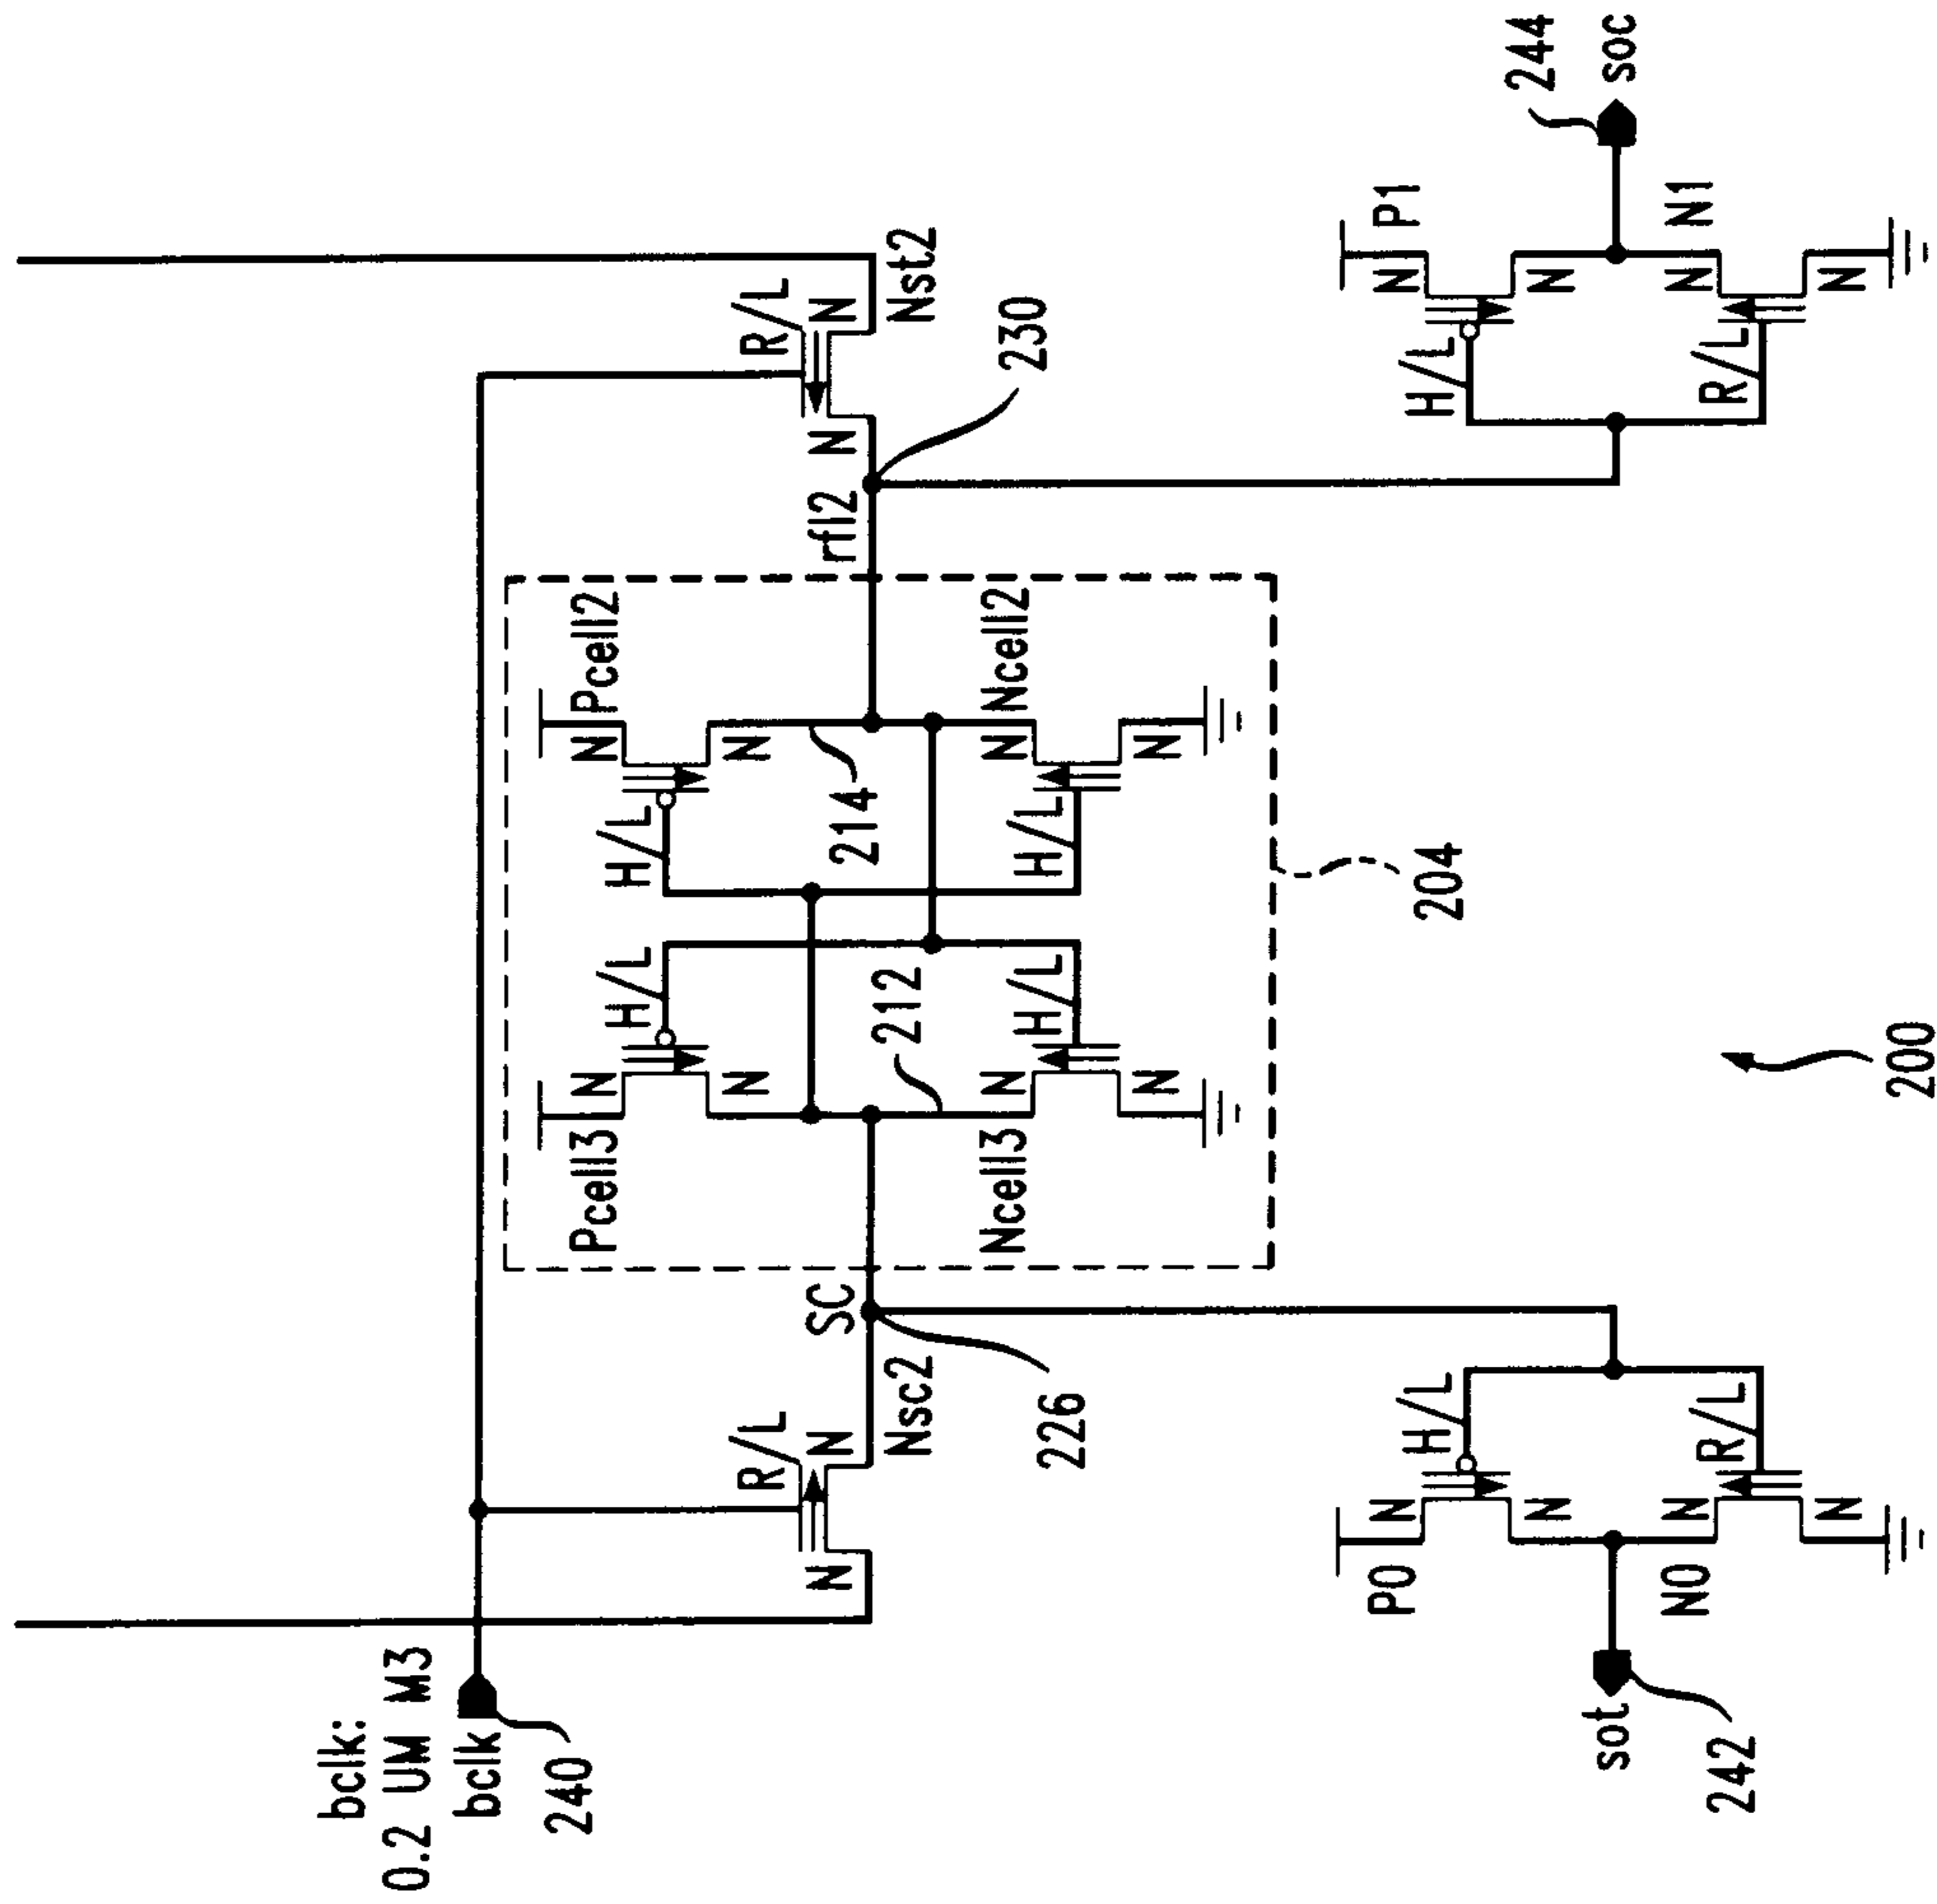 bclk:
0.2 UM M3
bclk
240
Pcell3
N
N
Pcell2
H/L
H/L
N
N
R/L
R/L
N
N
SC
rfl2
N
N
214
212
Nsc2
Nst2
Ncell3
N
N
Ncell2
230
H/L
H/L
226
N
N
P0
N
N
P1
H/L
H/L
204
244
N
N
sot
soc
N0
N
N
N1
R/L
R/L
242
N
N
200